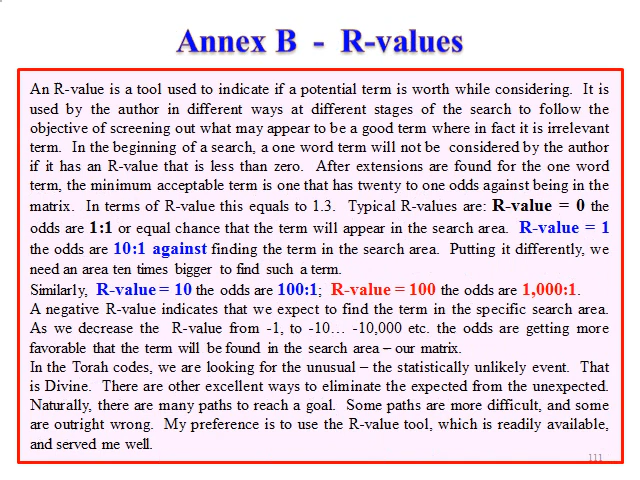 Annex B - R-values
An R-value is a tool used to indicate if a potential term is worth while considering. It is
used by the author in different ways at different stages of the search to follow the
objective of screening out what may appear to be a good term where in fact it is irrelevant
term. In the beginning of a search, a one word term will not be considered by the author
if it has an R-value that is less than zero. After extensions are found for the one word
term, the minimum acceptable term is one that has twenty to one odds against being in the
matrix. In terms of R-value this equals to 1.3. Typical R-values are: R-value = 0 the
odds are 1:1 or equal chance that the term will appear in the search area. R-value = 1
the odds are 10:1 against finding the term in the search area. Putting it differently, we
need an area ten times bigger to find such a term.
Similarly, R-value = 10 the odds are 100:1; R-value = 100 the odds are 1,000:1.
A negative R-value indicates that we expect to find the term in the specific search area.
As we decrease the R-value from -1, to -10… -10,000 etc. the odds are getting more
favorable that the term will be found in the search area – our matrix.
In the Torah codes, we are looking for the unusual – the statistically unlikely event. That
is Divine. There are other excellent ways to eliminate the expected from the unexpected.
Naturally, there are many paths to reach a goal. Some paths are more difficult, and some
are outright wrong. My preference is to use the R-value tool, which is readily available,
and served me well.
111